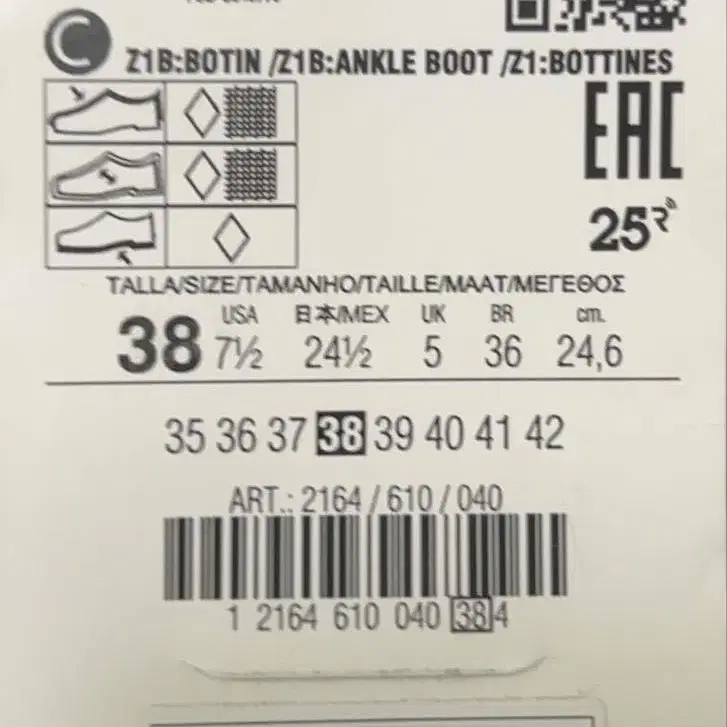 C
Z1B:BOTIN /Z1B:ANKLE BOOT /Z1:BOTTINES
EAC
25
TALLA/SIZE/TAMANHO/TAILLE/MAAT/ΜΕΓΕΘΟΣ
USA 日本/MEX UK BR cm.
38 7½ 24½ 5 36 24,6
35 36 37 38 39 40 41 42
ART.: 2164/610/040
1 2164 610 040 38 4